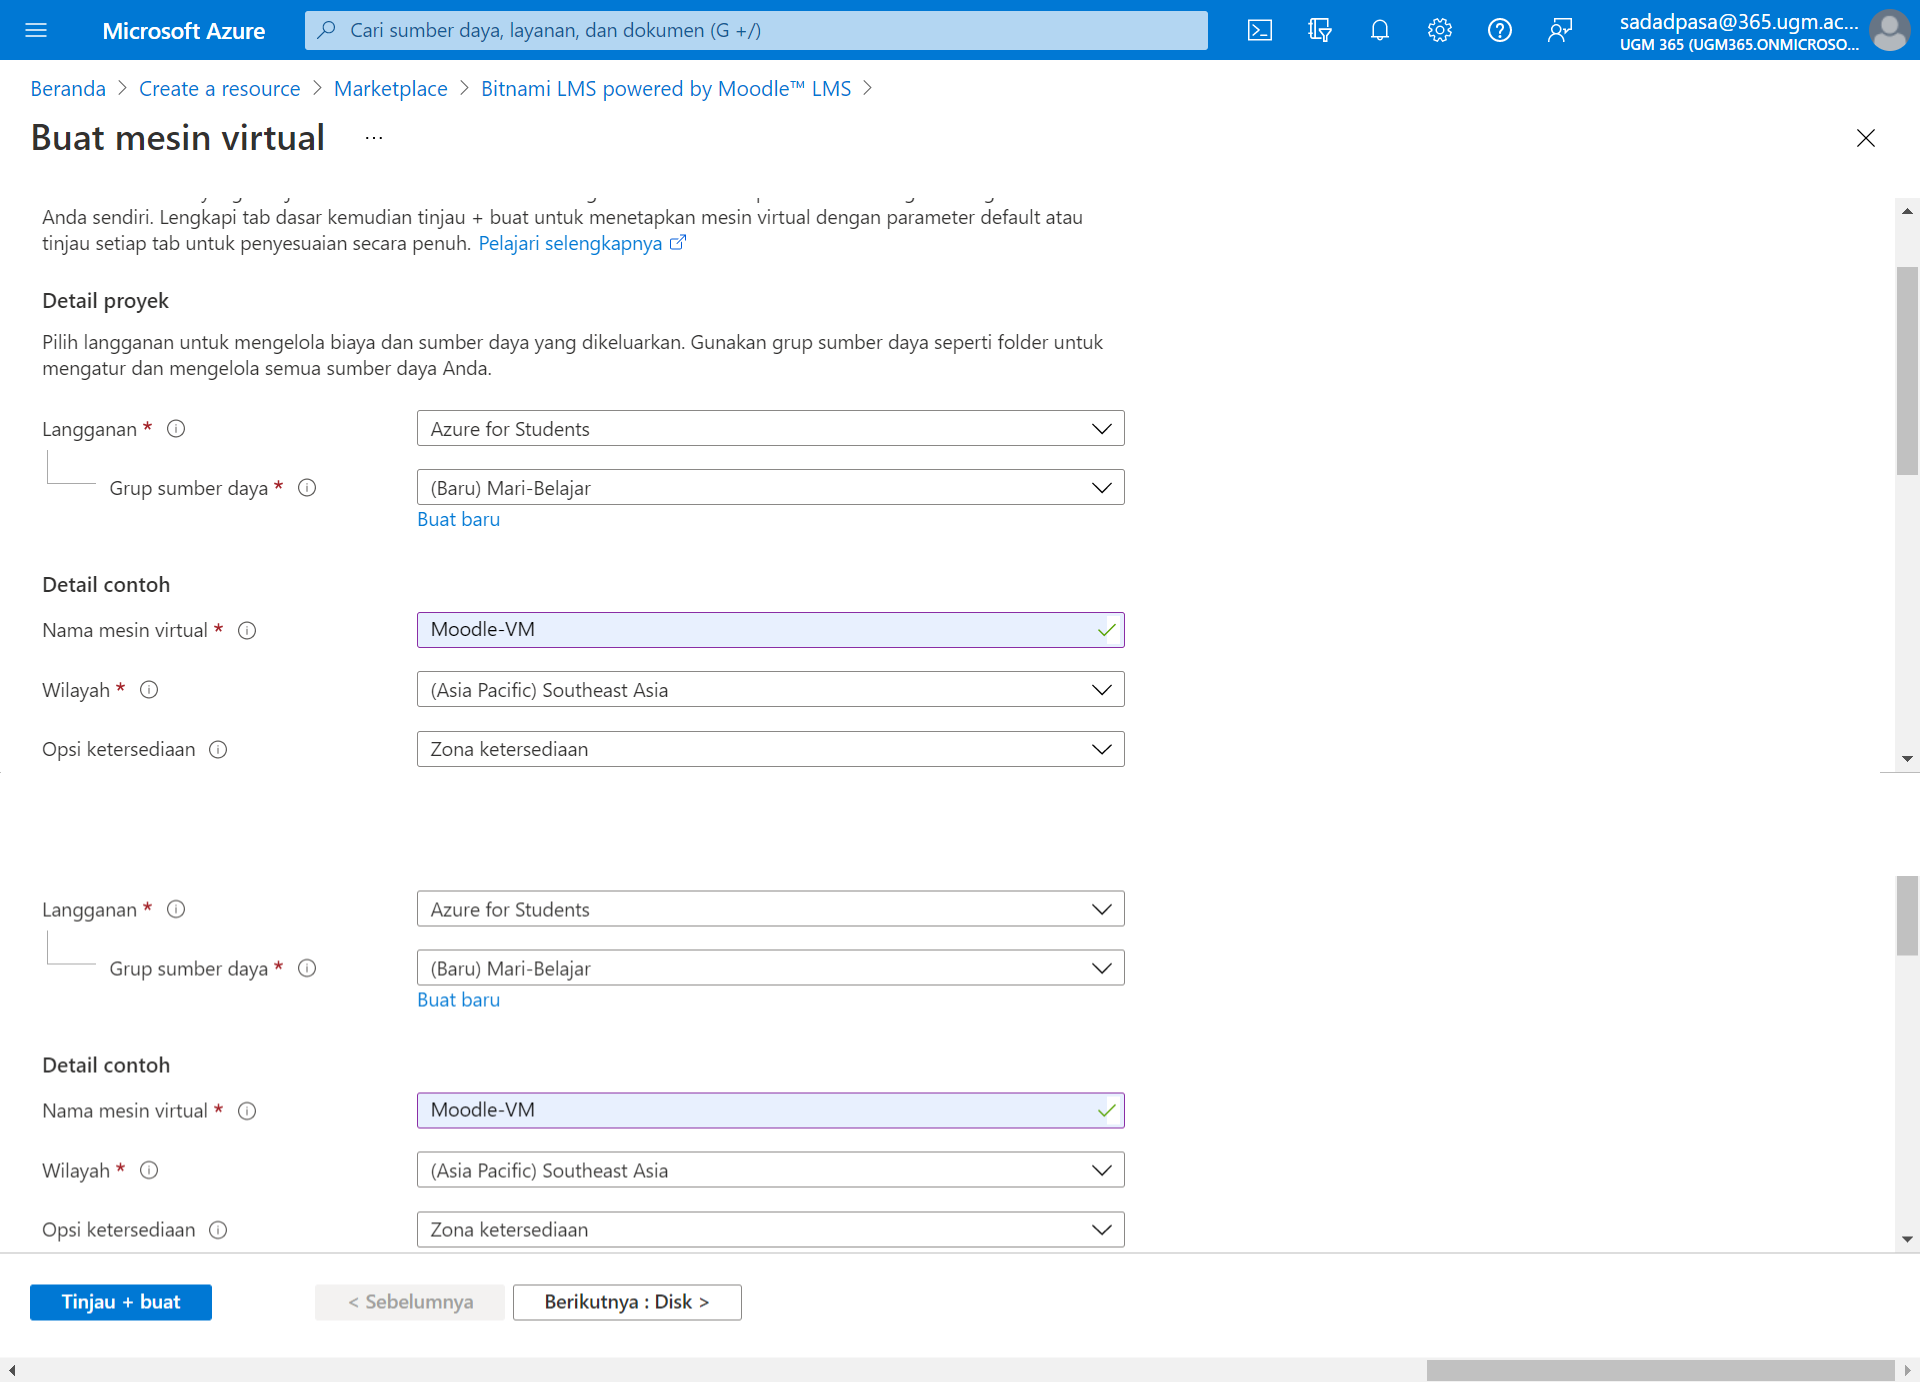 Microsoft Azure
Cari sumber daya, layanan, dan dokumen (G +/)
sadadpasa@365.ugm.ac...
UGM 365 (UGM365.ONMICROSO...
Beranda > Create a resource > Marketplace > Bitnami LMS powered by Moodle™ LMS >
Buat mesin virtual ...
Anda sendiri. Lengkapi tab dasar kemudian tinjau + buat untuk menetapkan mesin virtual dengan parameter default atau
tinjau setiap tab untuk penyesuaian secara penuh. Pelajari selengkapnya
Detail proyek
Pilih langganan untuk mengelola biaya dan sumber daya yang dikeluarkan. Gunakan grup sumber daya seperti folder untuk
mengatur dan mengelola semua sumber daya Anda.
Langganan * Azure for Students
Grup sumber daya * (Baru) Mari-Belajar
Buat baru
Detail contoh
Nama mesin virtual * Moodle-VM
Wilayah * (Asia Pacific) Southeast Asia
Opsi ketersediaan Zona ketersediaan
Langganan * Azure for Students
Grup sumber daya * (Baru) Mari-Belajar
Buat baru
Detail contoh
Nama mesin virtual * Moodle-VM
Wilayah * (Asia Pacific) Southeast Asia
Opsi ketersediaan Zona ketersediaan
Tinjau + buat < Sebelumnya Berikutnya : Disk >